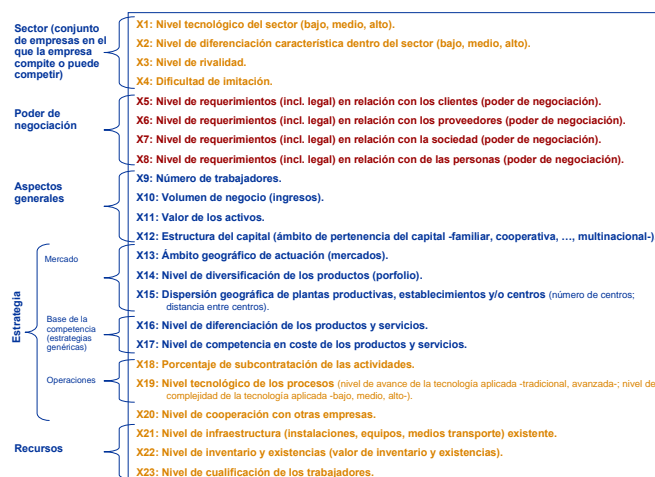 Sector (conjunto
de empresas en el
que la empresa
compite o puede
competir)
X1: Nivel tecnológico del sector (bajo, medio, alto).
X2: Nivel de diferenciación característica dentro del sector (bajo, medio, alto).
X3: Nivel de rivalidad.
X4: Dificultad de imitación.
Poder de
negociación
X5: Nivel de requerimientos (incl. legal) en relación con los clientes (poder de negociación).
X6: Nivel de requerimientos (incl. legal) en relación con los proveedores (poder de negociación).
X7: Nivel de requerimientos (incl. legal) en relación con la sociedad (poder de negociación).
X8: Nivel de requerimientos (incl. legal) en relación con de las personas (poder de negociación).
Aspectos
generales
X9: Número de trabajadores.
X10: Volumen de negocio (ingresos).
X11: Valor de los activos.
X12: Estructura del capital (ámbito de pertenencia del capital -familiar, cooperativa, …, multinacional-)
Estrategia
Mercado
X13: Ámbito geográfico de actuación (mercados).
X14: Nivel de diversificación de los productos (porfolio).
X15: Dispersión geográfica de plantas productivas, establecimientos y/o centros (número de centros;
distancia entre centros).
Base de la
competencia
(estrategias
genéricas)
X16: Nivel de diferenciación de los productos y servicios.
X17: Nivel de competencia en coste de los productos y servicios.
Operaciones
X18: Porcentaje de subcontratación de las actividades.
X19: Nivel tecnológico de los procesos (nivel de avance de la tecnología aplicada -tradicional, avanzada-; nivel de
complejidad de la tecnología aplicada -bajo, medio, alto-).
X20: Nivel de cooperación con otras empresas.
Recursos
X21: Nivel de infraestructura (instalaciones, equipos, medios transporte) existente.
X22: Nivel de inventario y existencias (valor de inventario y existencias).
X23: Nivel de cualificación de los trabajadores.